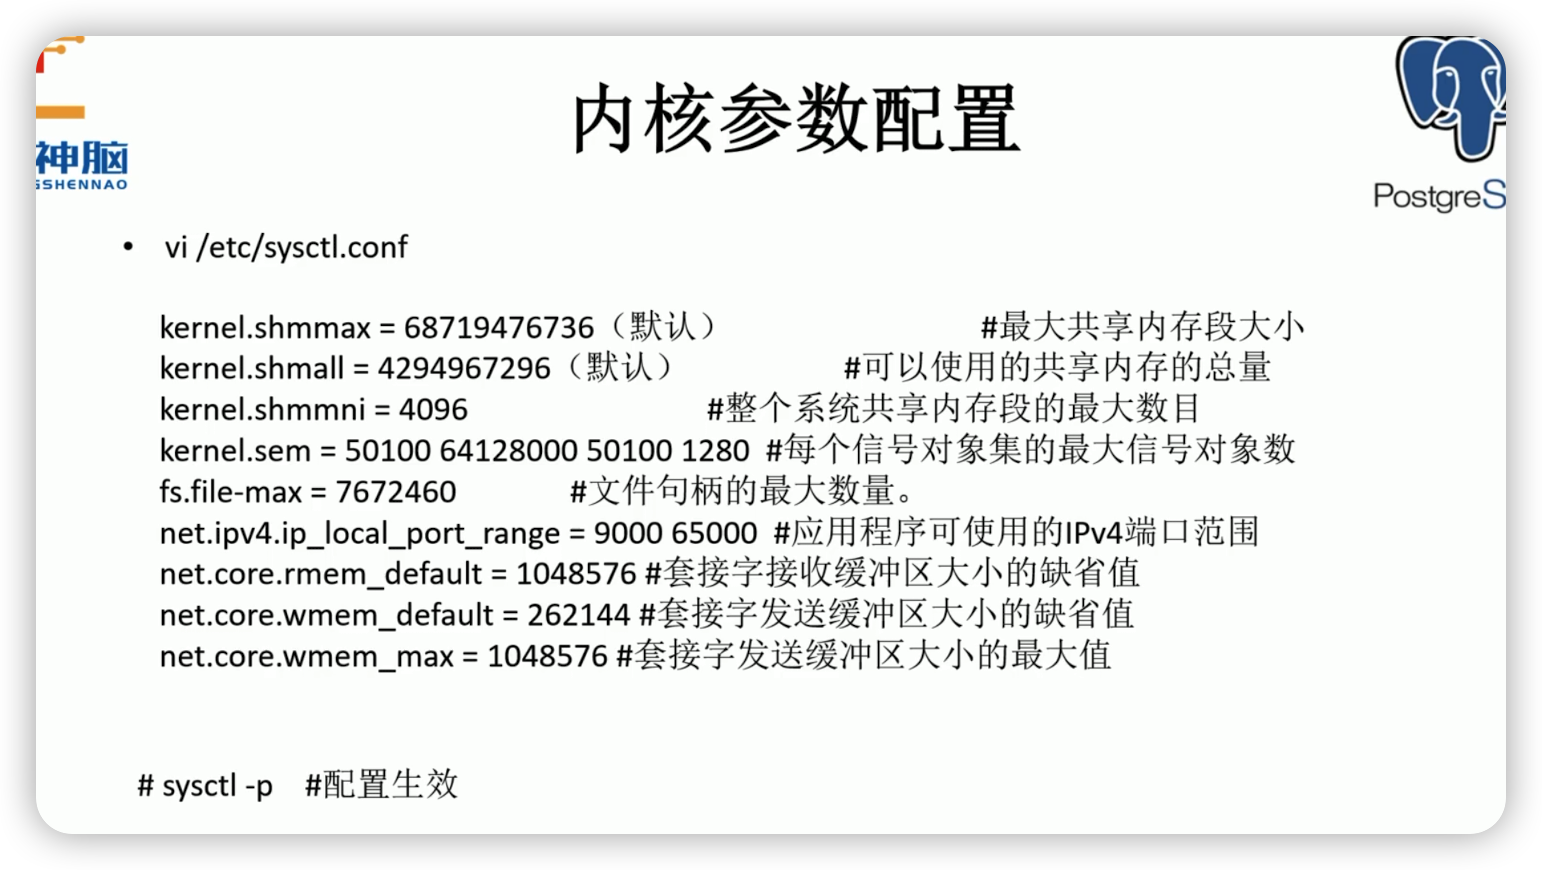 内核参数配置
神脑
GSHENNAO
PostgreS
• vi /etc/sysctl.conf
kernel.shmmax = 68719476736（默认） #最大共享内存段大小
kernel.shmall = 4294967296（默认） #可以使用的共享内存的总量
kernel.shmmni = 4096 #整个系统共享内存段的最大数目
kernel.sem = 50100 64128000 50100 1280 #每个信号对象集的最大信号对象数
fs.file-max = 7672460 #文件句柄的最大数量。
net.ipv4.ip_local_port_range = 9000 65000 #应用程序可使用的IPv4端口范围
net.core.rmem_default = 1048576 #套接字接收缓冲区大小的缺省值
net.core.wmem_default = 262144 #套接字发送缓冲区大小的缺省值
net.core.wmem_max = 1048576 #套接字发送缓冲区大小的最大值
# sysctl -p #配置生效